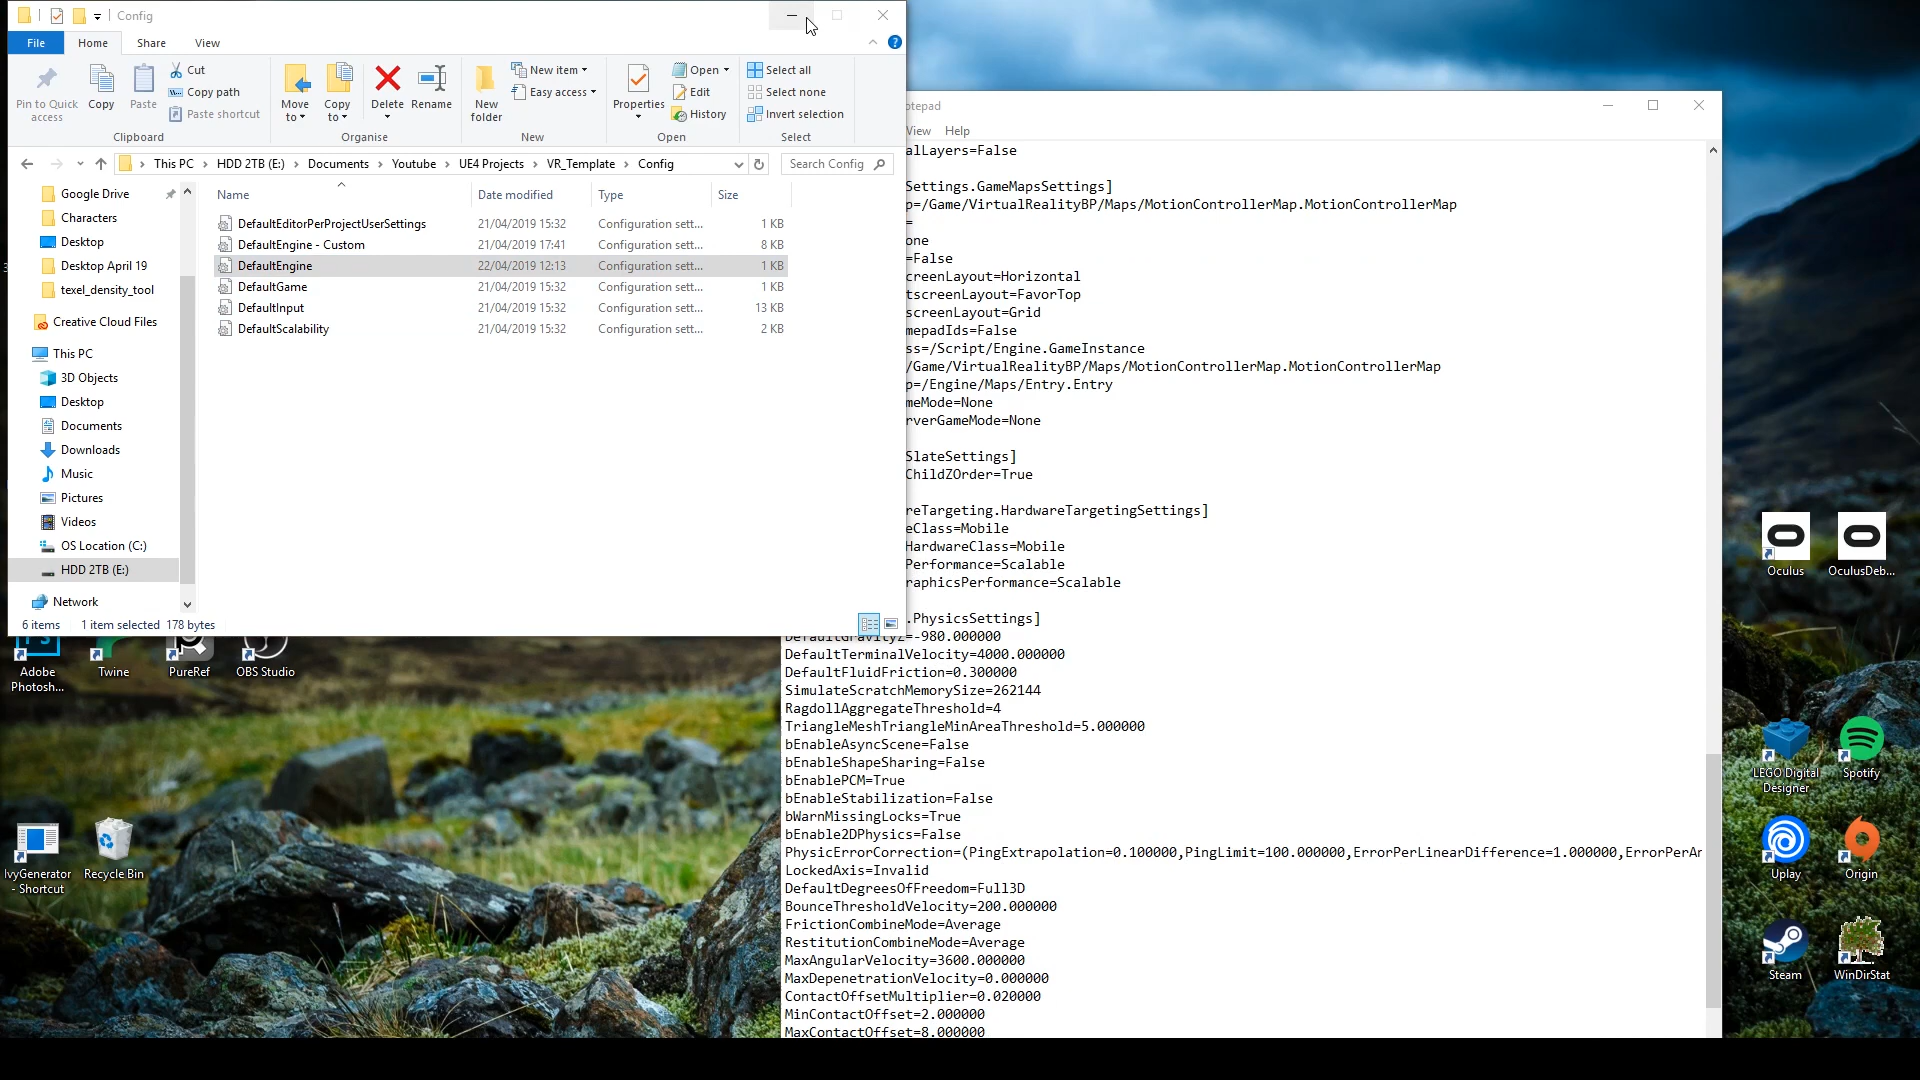 Config
File
Home
Share
View
Pin to Quick access
Copy
Paste
Cut
Copy path
Paste shortcut
Clipboard
Move to
Copy to
Delete
Rename
Organise
New folder
New item
Easy access
New
Properties
Open
Edit
History
Open
Select all
Select none
Invert selection
Select
This PC > HDD 2TB (E:) > Documents > Youtube > UE4 Projects > VR_Template > Config
Search Config
Google Drive
Characters
Desktop
Desktop April 19
texel_density_tool
Creative Cloud Files
This PC
3D Objects
Desktop
Documents
Downloads
Music
Pictures
Videos
OS Location (C:)
HDD 2TB (E:)
Network
Name Date modified Type Size
DefaultEditorPerProjectUserSettings 21/04/2019 15:32 Configuration sett... 1 KB
DefaultEngine - Custom 21/04/2019 17:41 Configuration sett... 8 KB
DefaultEngine 22/04/2019 12:13 Configuration sett... 1 KB
DefaultGame 21/04/2019 15:32 Configuration sett... 1 KB
DefaultInput 21/04/2019 15:32 Configuration sett... 13 KB
DefaultScalability 21/04/2019 15:32 Configuration sett... 2 KB
6 items 1 item selected 178 bytes
otepad
View Help
alLayers=False
Settings.GameMapsSettings]
p=/Game/VirtualRealityBP/Maps/MotionControllerMap.MotionControllerMap
=
one
=False
creenLayout=Horizontal
tscreenLayout=FavorTop
screenLayout=Grid
mepadIds=False
ss=/Script/Engine.GameInstance
/Game/VirtualRealityBP/Maps/MotionControllerMap.MotionControllerMap
p=/Engine/Maps/Entry.Entry
meMode=None
rverGameMode=None
SlateSettings]
ChildZOrder=True
reTargeting.HardwareTargetingSettings]
eClass=Mobile
HardwareClass=Mobile
Performance=Scalable
raphicsPerformance=Scalable
.PhysicsSettings]
DefaultGravityZ=-980.000000
DefaultTerminalVelocity=4000.000000
DefaultFluidFriction=0.300000
SimulateScratchMemorySize=262144
RagdollAggregateThreshold=4
TriangleMeshTriangleMinAreaThreshold=5.000000
bEnableAsyncScene=False
bEnableShapeSharing=False
bEnablePCM=True
bEnableStabilization=False
bWarnMissingLocks=True
bEnable2DPhysics=False
PhysicErrorCorrection=(PingExtrapolation=0.100000,PingLimit=100.000000,ErrorPerLinearDifference=1.000000,ErrorPerAr
LockedAxis=Invalid
DefaultDegreesOfFreedom=Full3D
BounceThresholdVelocity=200.000000
FrictionCombineMode=Average
RestitutionCombineMode=Average
MaxAngularVelocity=3600.000000
MaxDepenetrationVelocity=0.000000
ContactOffsetMultiplier=0.020000
MinContactOffset=2.000000
MaxContactOffset=8.000000
Adobe Photosh...
Twine
PureRef
OBS Studio
IvyGenerator - Shortcut
Recycle Bin
Oculus
OculusDeb...
LEGO Digital Designer
Spotify
Uplay
Origin
Steam
WinDirStat